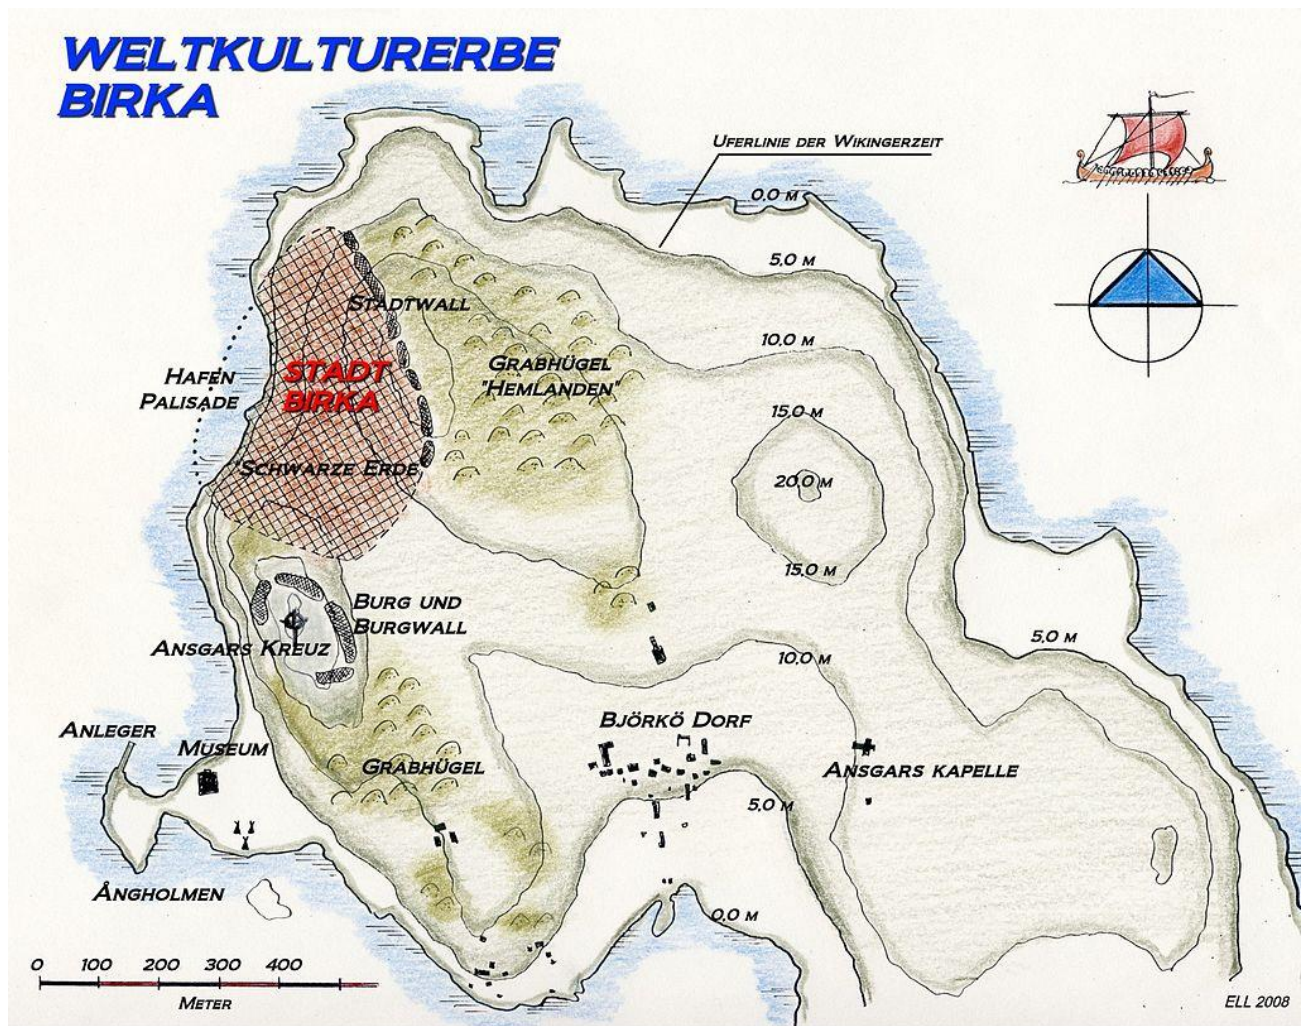 WELTKULTURERBE
BIRKA
UFERLINIE DER WIKINGERZEIT
0.0 M
5.0 M
STADTWALL
10.0 M
GRABHÜGEL
"HEMLANDEN"
HAFEN
PALISADE
STADT
BIRKA
15.0 M
"SCHWARZE ERDE"
20.0 M
15.0 M
BURG UND
BURGWALL
ANSGARS KREUZ
5.0 M
10.0 M
ANLEGER
MUSEUM
BJÖRKÖ DORF
GRABHÜGEL
ANSGARS KAPELLE
5.0 M
ÅNGHOLMEN
0.0 M
0 100 200 300 400
METER
ELL 2008